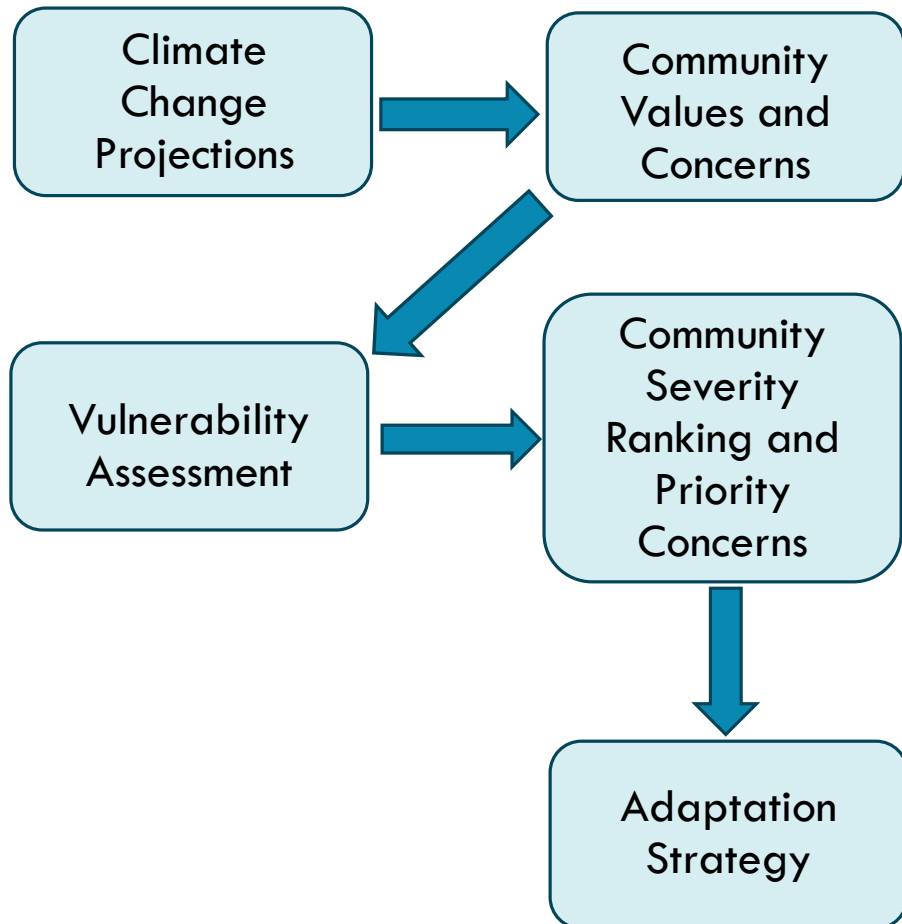 Climate
Change
Projections
Community
Values and
Concerns
Vulnerability
Assessment
Community
Severity
Ranking and
Priority
Concerns
Adaptation
Strategy